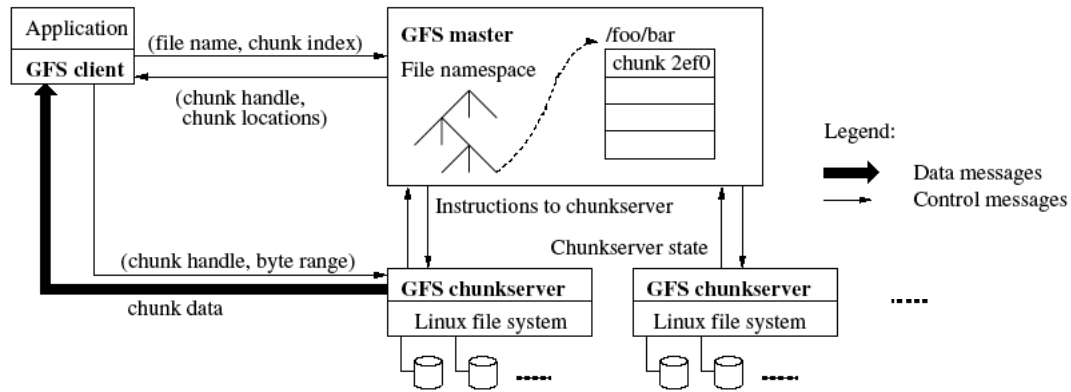 Application
GFS client
(file name, chunk index)
(chunk handle,
chunk locations)
GFS master
File namespace
/foo/bar
chunk 2ef0
Legend:
Data messages
Control messages
Instructions to chunkserver
Chunkserver state
(chunk handle, byte range)
chunk data
GFS chunkserver
Linux file system
GFS chunkserver
Linux file system